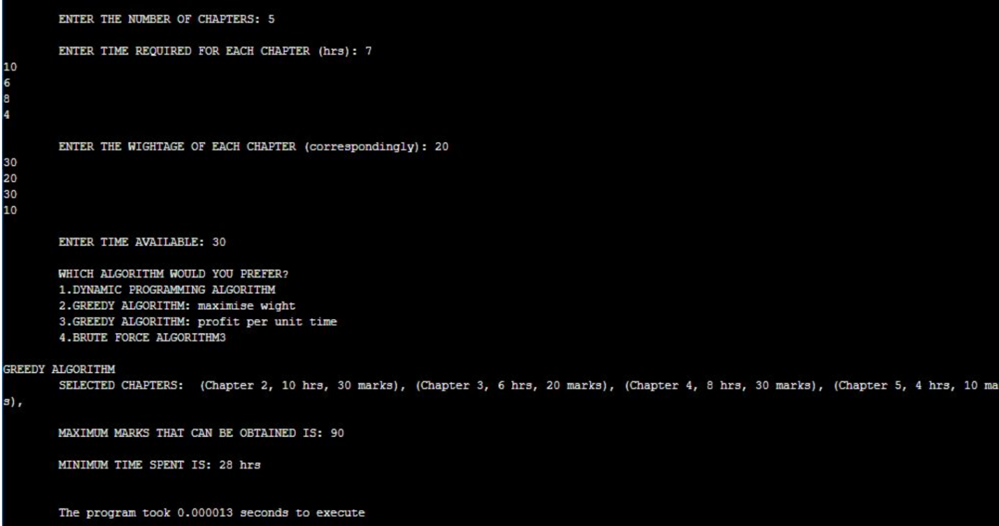 ENTER THE NUMBER OF CHAPTERS: 5
ENTER TIME REQUIRED FOR EACH CHAPTER (hrs): 7
10
6
8
4
ENTER THE WIGHTAGE OF EACH CHAPTER (correspondingly): 20
30
20
30
10
ENTER TIME AVAILABLE: 30
WHICH ALGORITHM WOULD YOU PREFER?
1.DYNAMIC PROGRAMMING ALGORITHM
2.GREEDY ALGORITHM: maximise wight
3.GREEDY ALGORITHM: profit per unit time
4.BRUTE FORCE ALGORITHM3
GREEDY ALGORITHM
SELECTED CHAPTERS:  (Chapter 2, 10 hrs, 30 marks), (Chapter 3, 6 hrs, 20 marks), (Chapter 4, 8 hrs, 30 marks), (Chapter 5, 4 hrs, 10 ma
s),
MAXIMUM MARKS THAT CAN BE OBTAINED IS: 90
MINIMUM TIME SPENT IS: 28 hrs
The program took 0.000013 seconds to execute